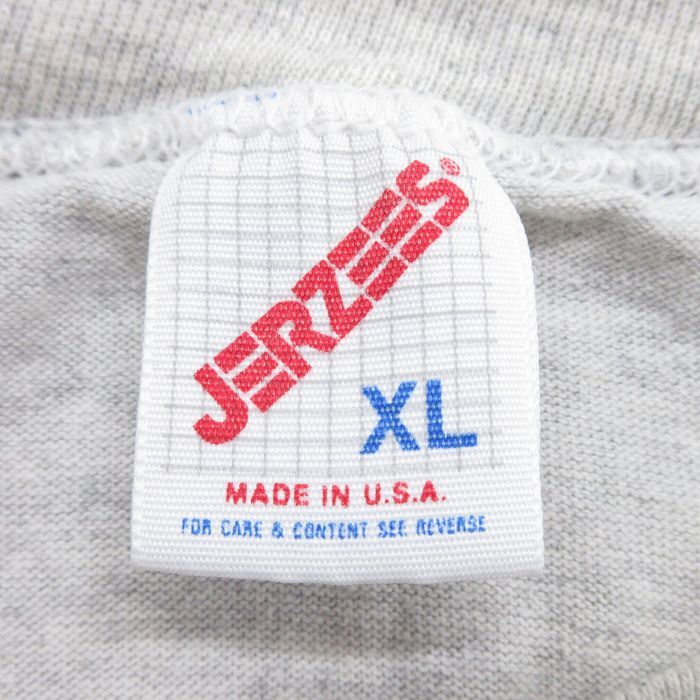 JERZEES®
XL
MADE IN U.S.A.
FOR CARE & CONTENT SEE REVERSE